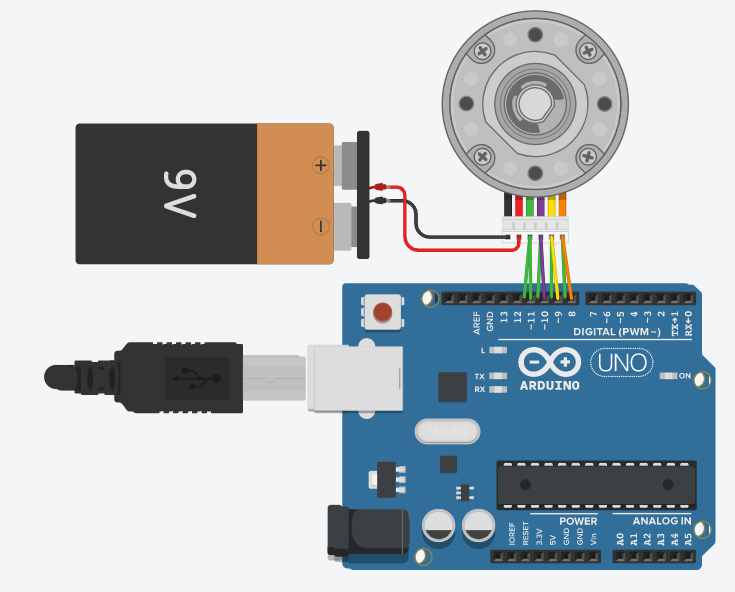 9V
+
–
AREF
GND
13
12
~11
~10
~9
8
7
~6
~5
4
~3
2
TX→1
RX←0
DIGITAL (PWM~)
L
TX
RX
UNO
ARDUINO
ON
POWER
ANALOG IN
IOREF
RESET
3.3V
5V
GND
GND
Vin
A0
A1
A2
A3
A4
A5